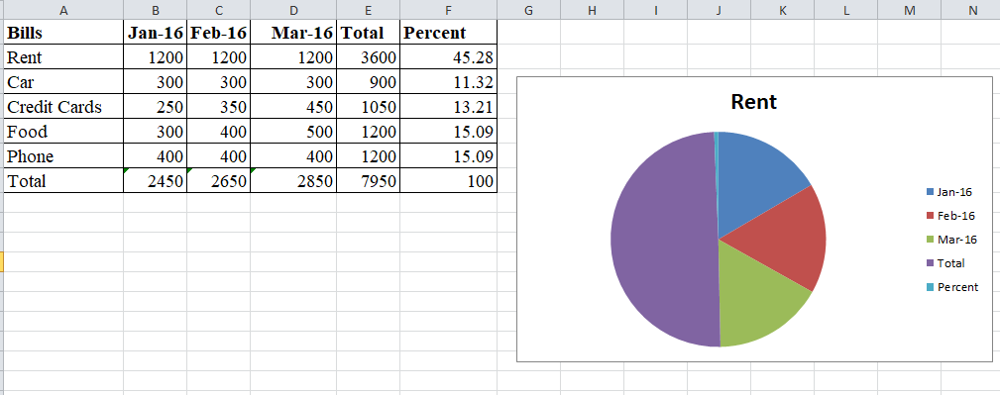 A B C D E F G H I J K L M N
Bills Jan-16 Feb-16 Mar-16 Total Percent
Rent 1200 1200 1200 3600 45.28
Car 300 300 300 900 11.32
Credit Cards 250 350 450 1050 13.21
Food 300 400 500 1200 15.09
Phone 400 400 400 1200 15.09
Total 2450 2650 2850 7950 100
Rent
Jan-16
Feb-16
Mar-16
Total
Percent